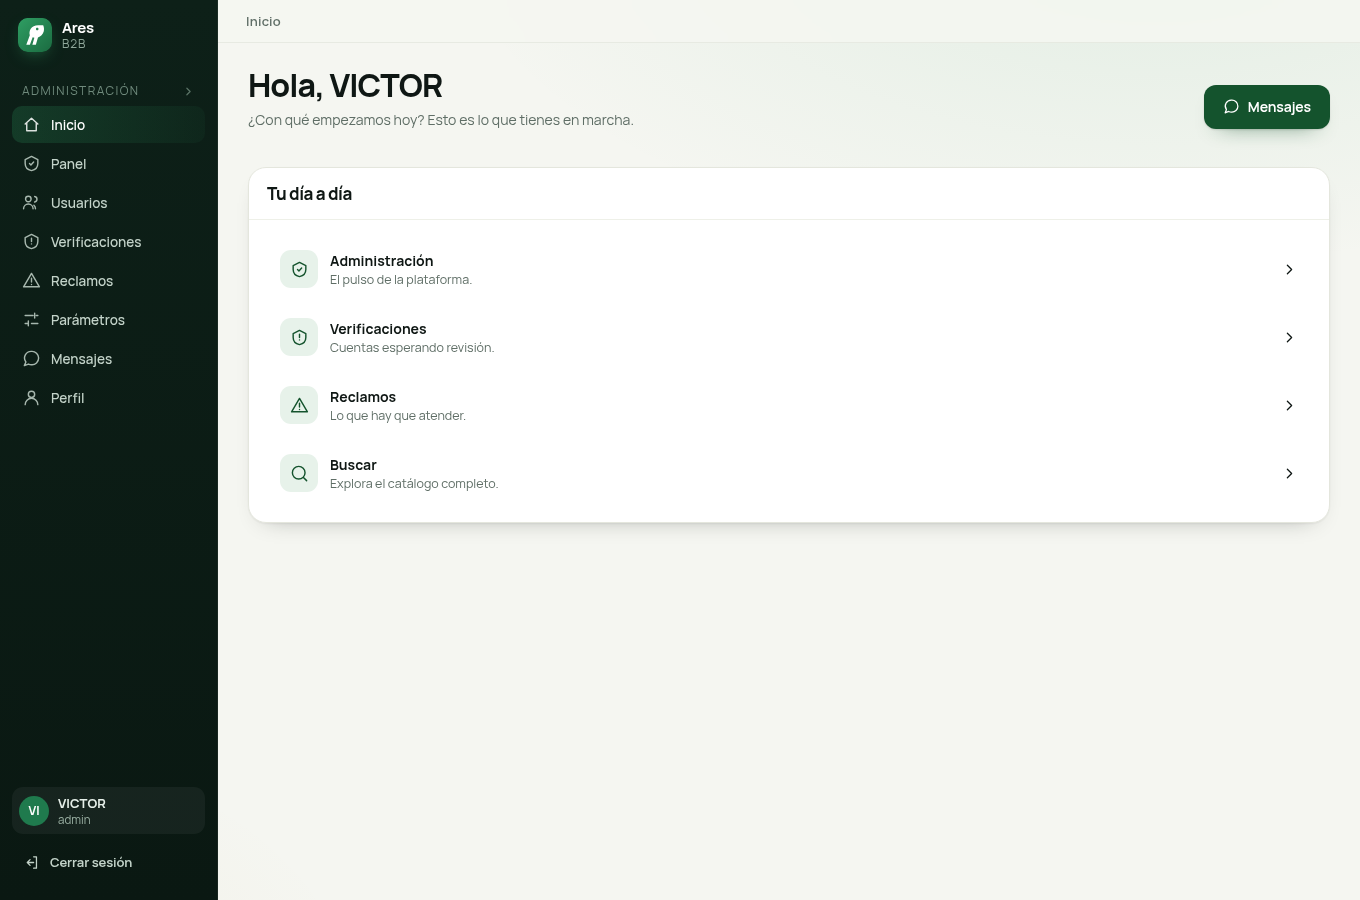 Ares
B2B
ADMINISTRACIÓN
Inicio
Panel
Usuarios
Verificaciones
Reclamos
Parámetros
Mensajes
Perfil
VI
VICTOR
admin
Cerrar sesión
Inicio
Hola, VICTOR
¿Con qué empezamos hoy? Esto es lo que tienes en marcha.
Mensajes
Tu día a día
Administración
El pulso de la plataforma.
Verificaciones
Cuentas esperando revisión.
Reclamos
Lo que hay que atender.
Buscar
Explora el catálogo completo.